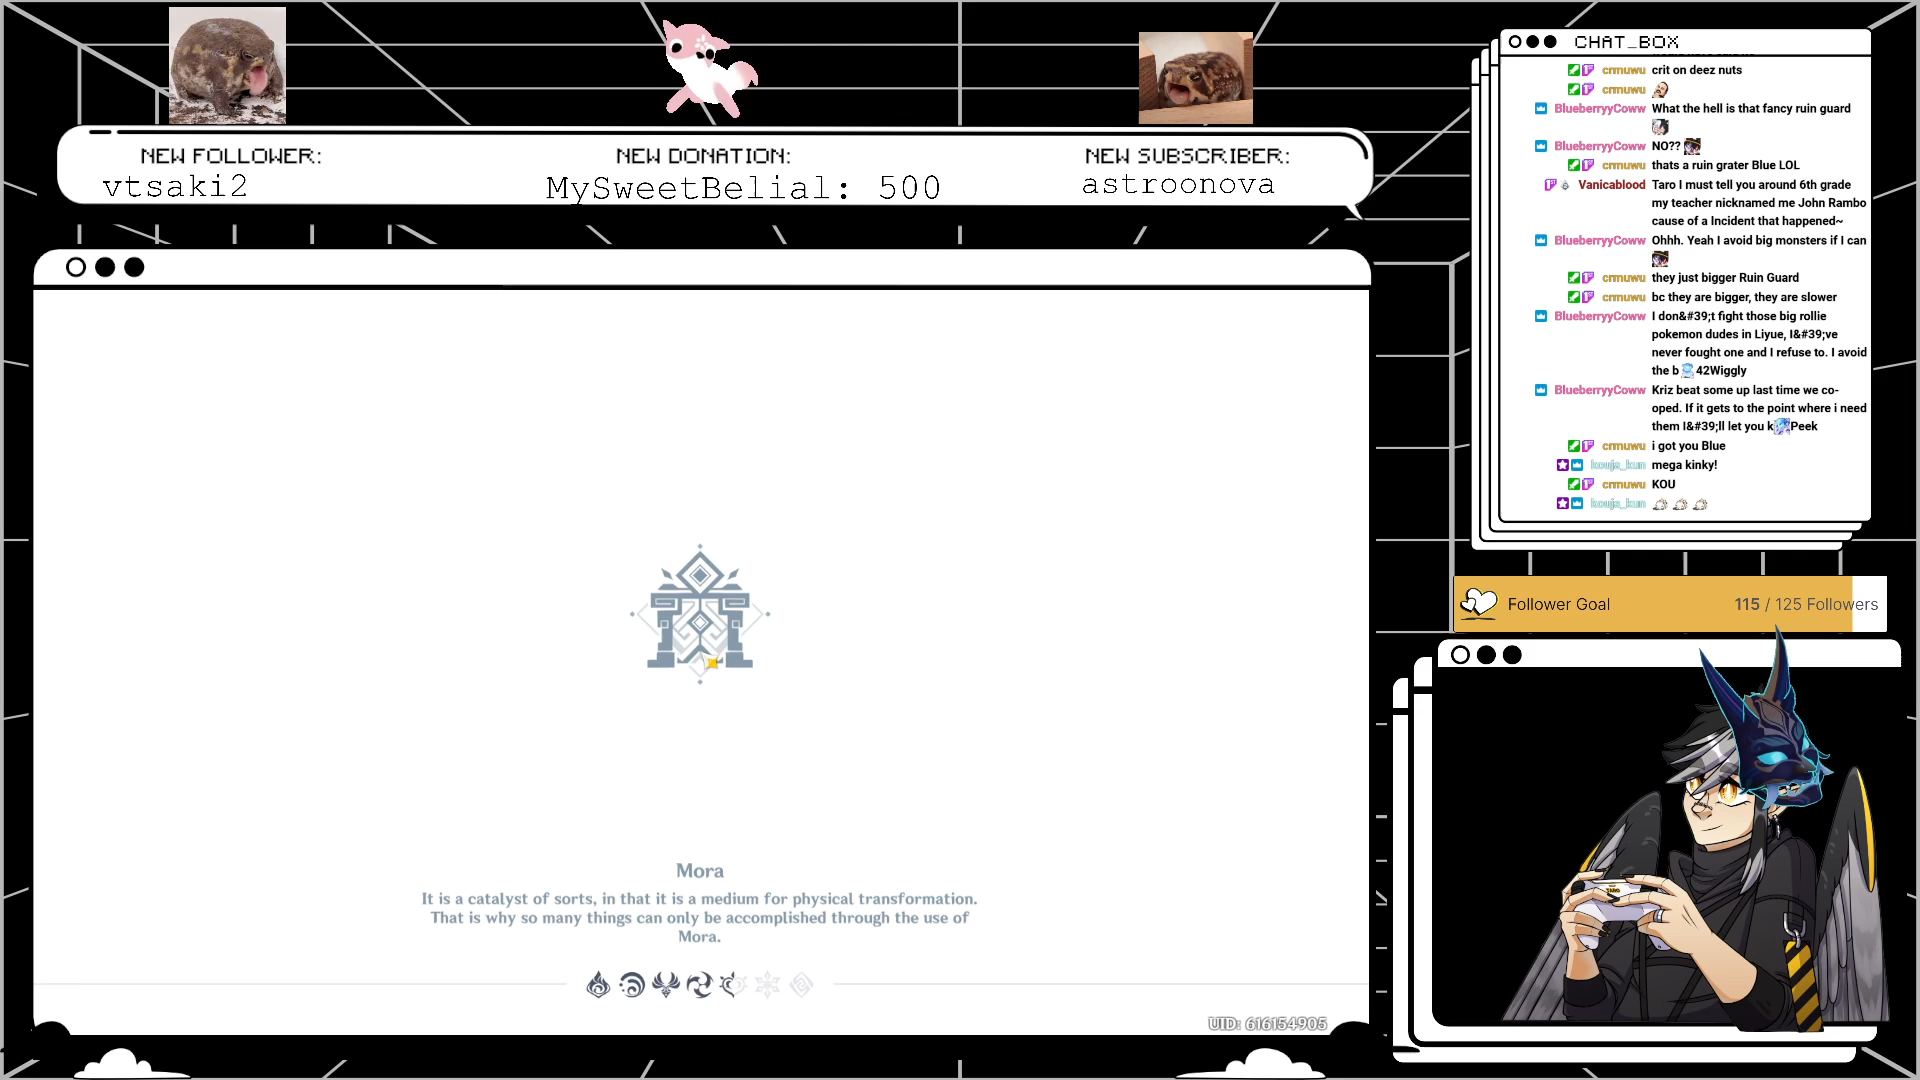 NEW FOLLOWER:
vtsaki2
NEW DONATION:
MySweetBelial: 500
NEW SUBSCRIBER:
astroonova
CHAT_BOX
crmuwu crit on deez nuts
crmuwu
BlueberryyCoww What the hell is that fancy ruin guard
BlueberryyCoww NO??
crmuwu thats a ruin grater Blue LOL
Vanicablood Taro I must tell you around 6th grade
my teacher nicknamed me John Rambo
cause of a Incident that happened~
BlueberryyCoww Ohhh. Yeah I avoid big monsters if I can
crmuwu they just bigger Ruin Guard
crmuwu bc they are bigger, they are slower
BlueberryyCoww I don&#39;t fight those big rollie
pokemon dudes in Liyue, I&#39;ve
never fought one and I refuse to. I avoid
the b 42Wiggly
BlueberryyCoww Kriz beat some up last time we co-
oped. If it gets to the point where i need
them I&#39;ll let you k Peek
crmuwu i got you Blue
kouja_kun mega kinky!
crmuwu KOU
kouja_kun
Follower Goal 115 / 125 Followers
Mora
It is a catalyst of sorts, in that it is a medium for physical transformation.
That is why so many things can only be accomplished through the use of
Mora.
UID: 616154905